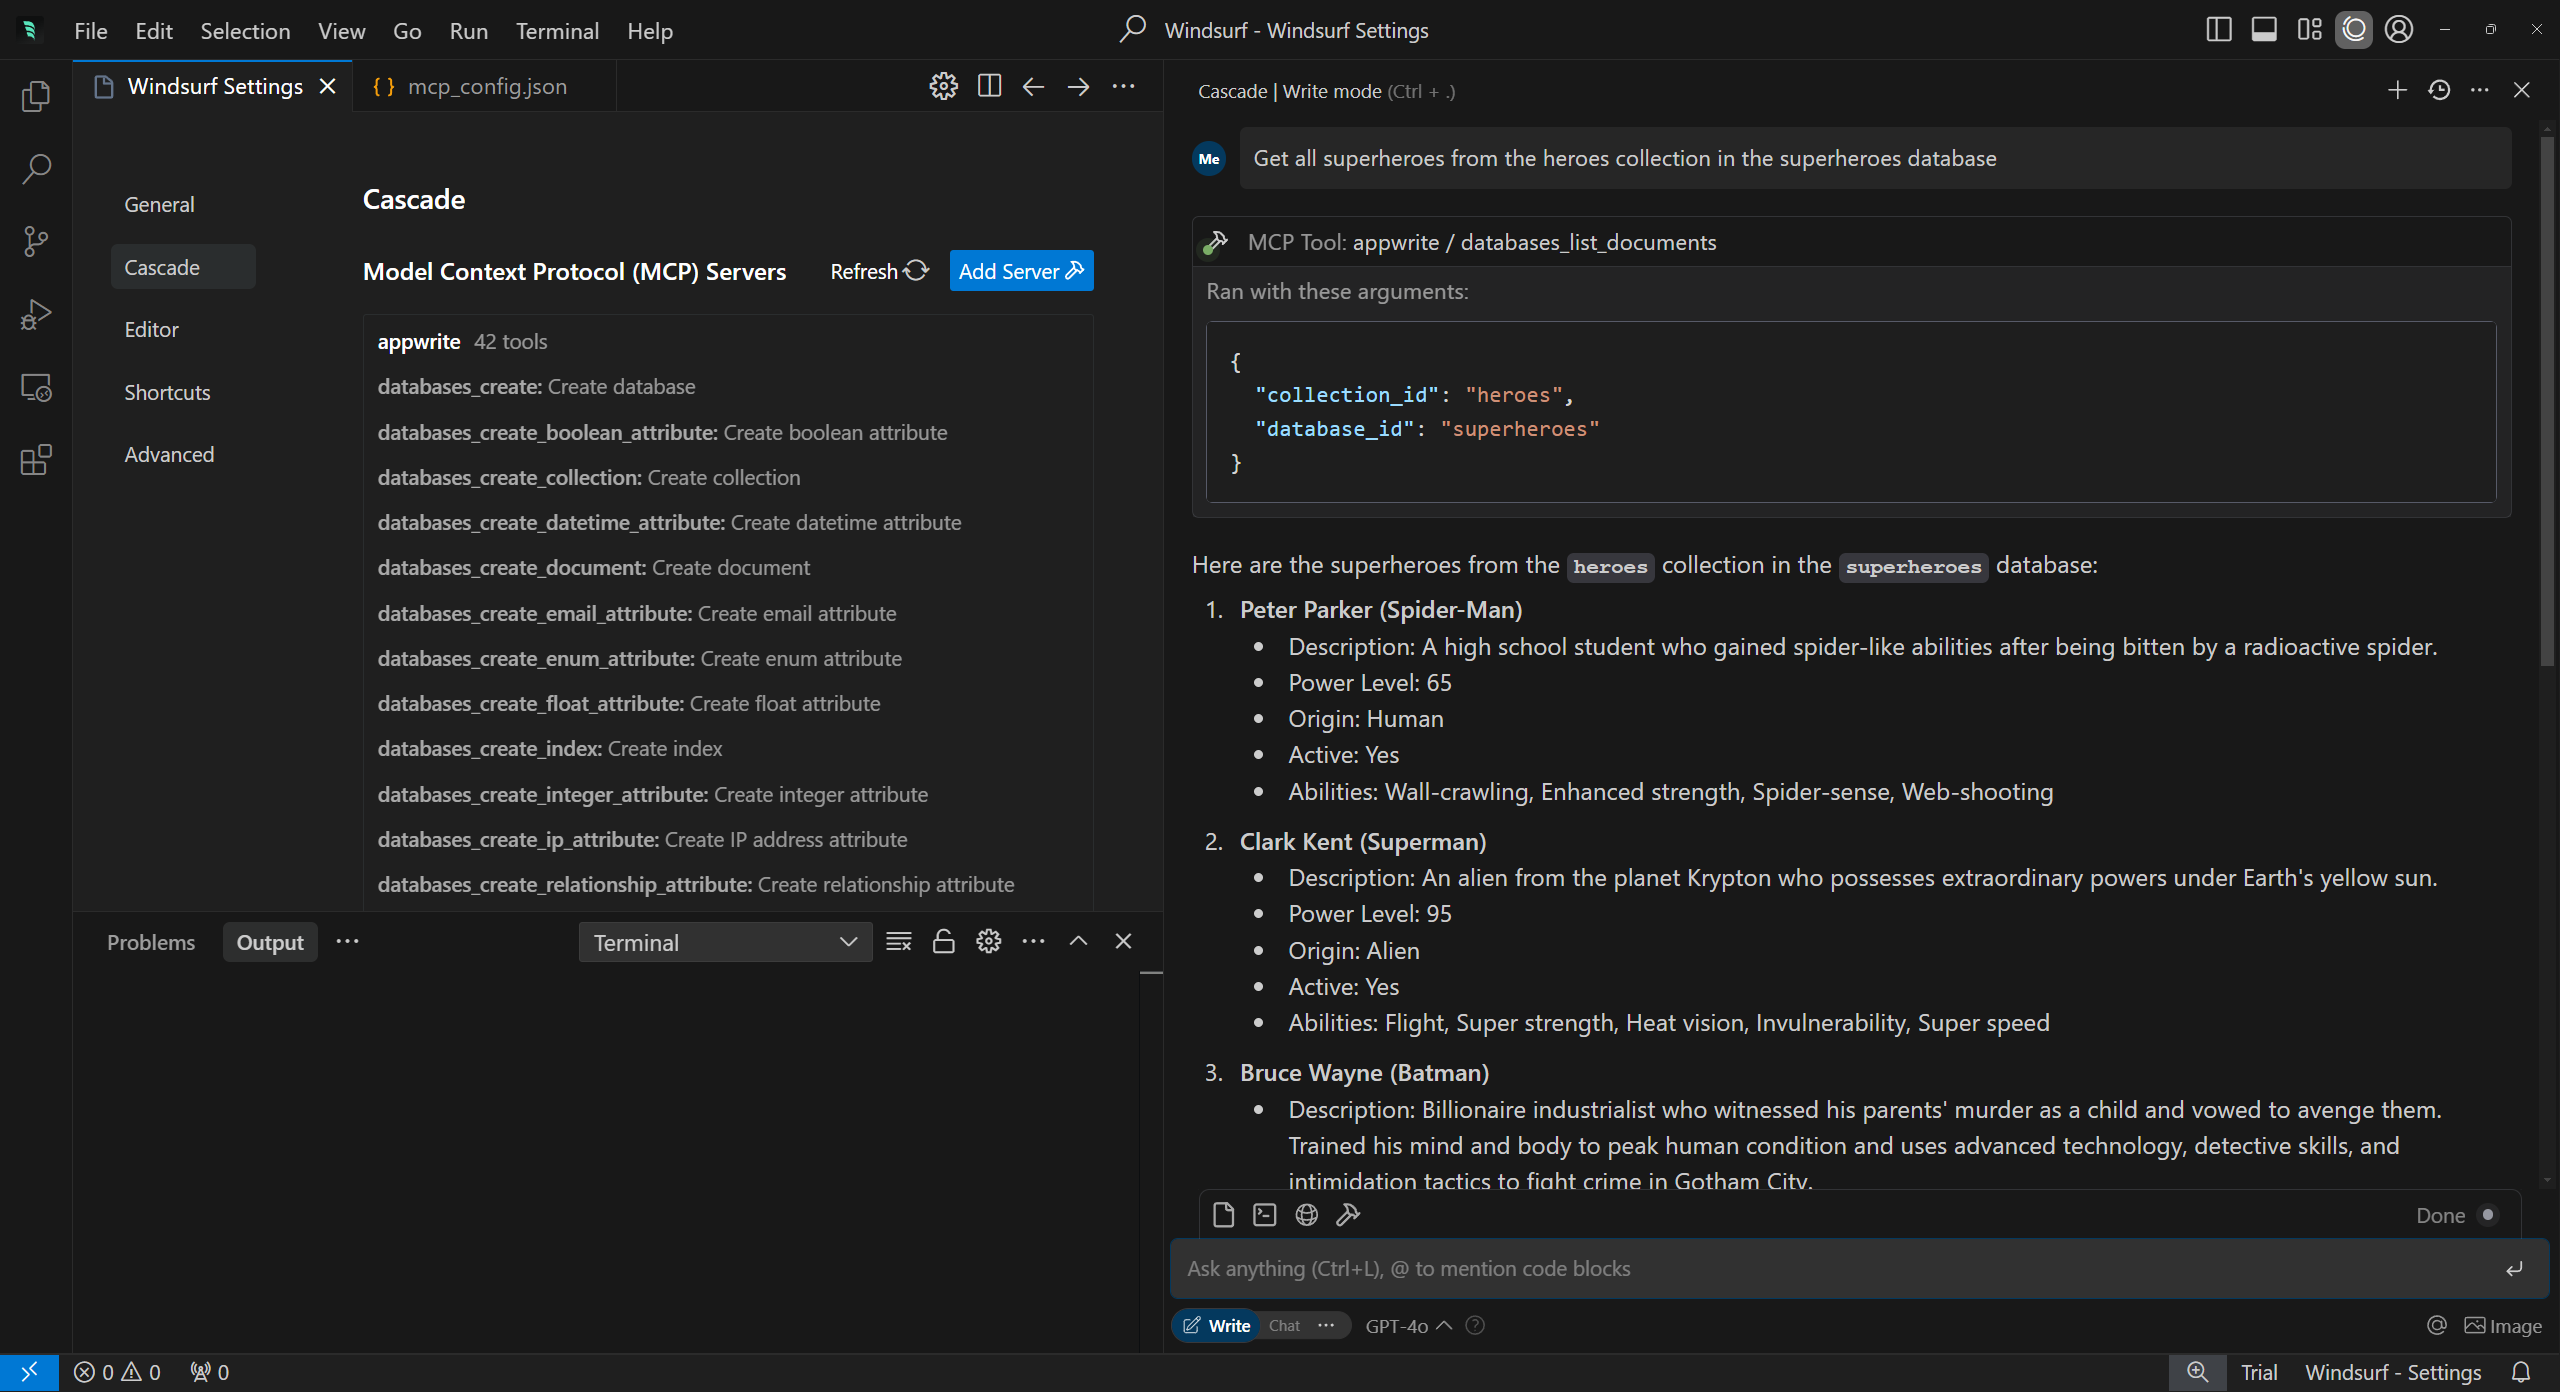 File Edit Selection View Go Run Terminal Help
Windsurf - Windsurf Settings
Windsurf Settings
{ } mcp_config.json
General
Cascade
Editor
Shortcuts
Advanced
Cascade
Model Context Protocol (MCP) Servers
Refresh
Add Server
appwrite 42 tools
databases_create: Create database
databases_create_boolean_attribute: Create boolean attribute
databases_create_collection: Create collection
databases_create_datetime_attribute: Create datetime attribute
databases_create_document: Create document
databases_create_email_attribute: Create email attribute
databases_create_enum_attribute: Create enum attribute
databases_create_float_attribute: Create float attribute
databases_create_index: Create index
databases_create_integer_attribute: Create integer attribute
databases_create_ip_attribute: Create IP address attribute
databases_create_relationship_attribute: Create relationship attribute
Problems Output ···
Terminal
Cascade | Write mode (Ctrl + .)
Me
Get all superheroes from the heroes collection in the superheroes database
MCP Tool: appwrite / databases_list_documents
Ran with these arguments:
{
"collection_id": "heroes",
"database_id": "superheroes"
}
Here are the superheroes from the heroes collection in the superheroes database:
1. Peter Parker (Spider-Man)
• Description: A high school student who gained spider-like abilities after being bitten by a radioactive spider.
• Power Level: 65
• Origin: Human
• Active: Yes
• Abilities: Wall-crawling, Enhanced strength, Spider-sense, Web-shooting
2. Clark Kent (Superman)
• Description: An alien from the planet Krypton who possesses extraordinary powers under Earth's yellow sun.
• Power Level: 95
• Origin: Alien
• Active: Yes
• Abilities: Flight, Super strength, Heat vision, Invulnerability, Super speed
3. Bruce Wayne (Batman)
• Description: Billionaire industrialist who witnessed his parents' murder as a child and vowed to avenge them.
Trained his mind and body to peak human condition and uses advanced technology, detective skills, and
intimidation tactics to fight crime in Gotham City.
Done
Ask anything (Ctrl+L), @ to mention code blocks
Write Chat ··· GPT-4o
Image
0 0 0
Trial Windsurf - Settings